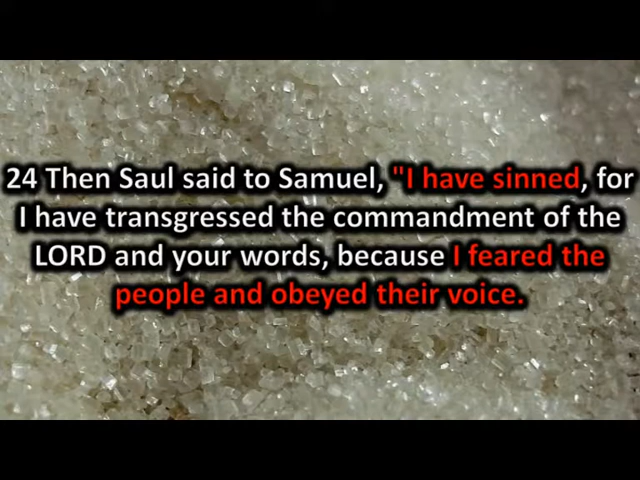 24 Then Saul said to Samuel, "I have sinned, for
I have transgressed the commandment of the
LORD and your words, because I feared the
people and obeyed their voice.